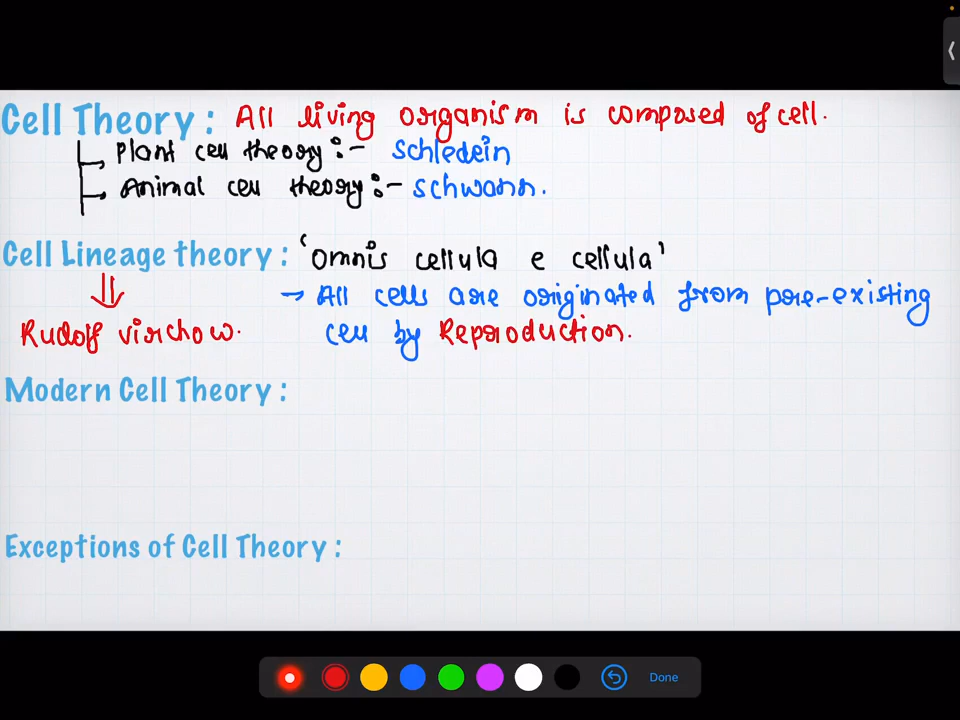 Cell Theory : All living organism is composed of cell.
Plant cell theory :- Schledein
Animal cell theory :- Schwann.
Cell Lineage theory : 'Omnis cellula e cellula'
→ All cells are originated from pre-existing
Rudolf virchow. cell by Reproduction.
Modern Cell Theory :
Exceptions of Cell Theory :
Done